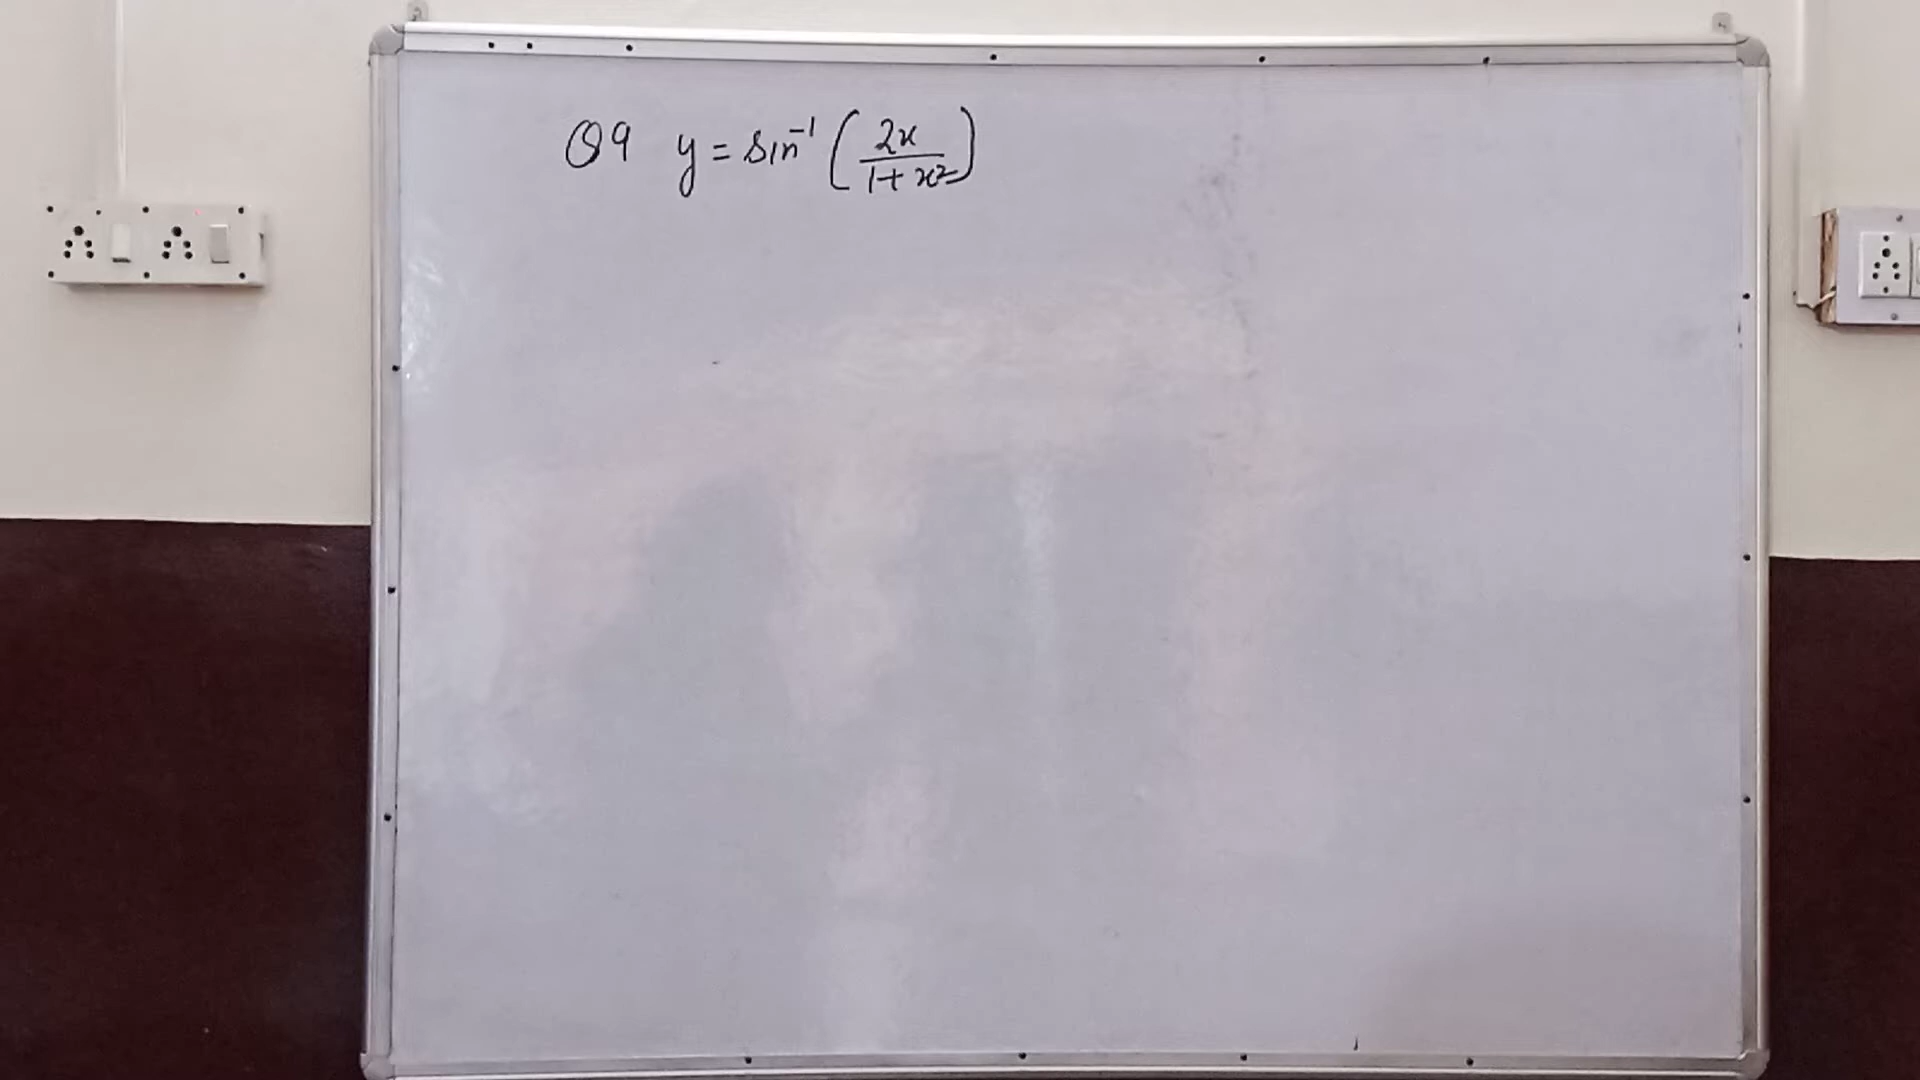 Q9 y = sin⁻¹ (2x / 1+x²)